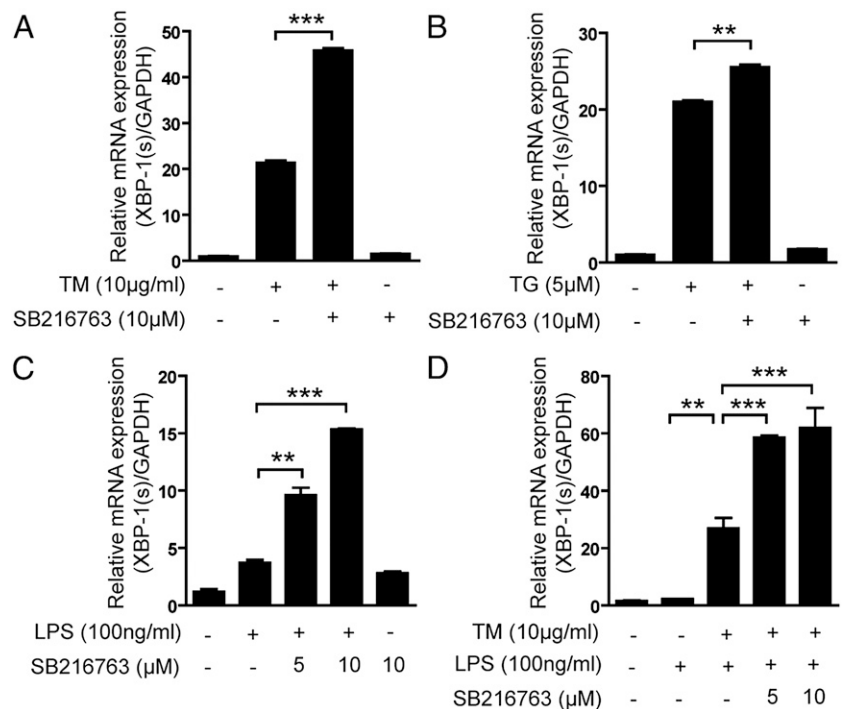 A
Relative mRNA expression
(XBP-1(s)/GAPDH)
50
40
30
20
10
0
***
TM (10µg/ml) - + + -
SB216763 (10µM) - - + +
B
Relative mRNA expression
(XBP-1(s)/GAPDH)
30
20
10
0
**
TG (5µM) - + + -
SB216763 (10µM) - - + +
C
Relative mRNA expression
(XBP-1(s)/GAPDH)
20
15
10
5
0
***
**
LPS (100ng/ml) - + + + -
SB216763 (µM) - - 5 10 10
D
Relative mRNA expression
(XBP-1(s)/GAPDH)
80
60
40
20
0
***
** ***
TM (10µg/ml) - - + + +
LPS (100ng/ml) - + + + +
SB216763 (µM) - - - 5 10